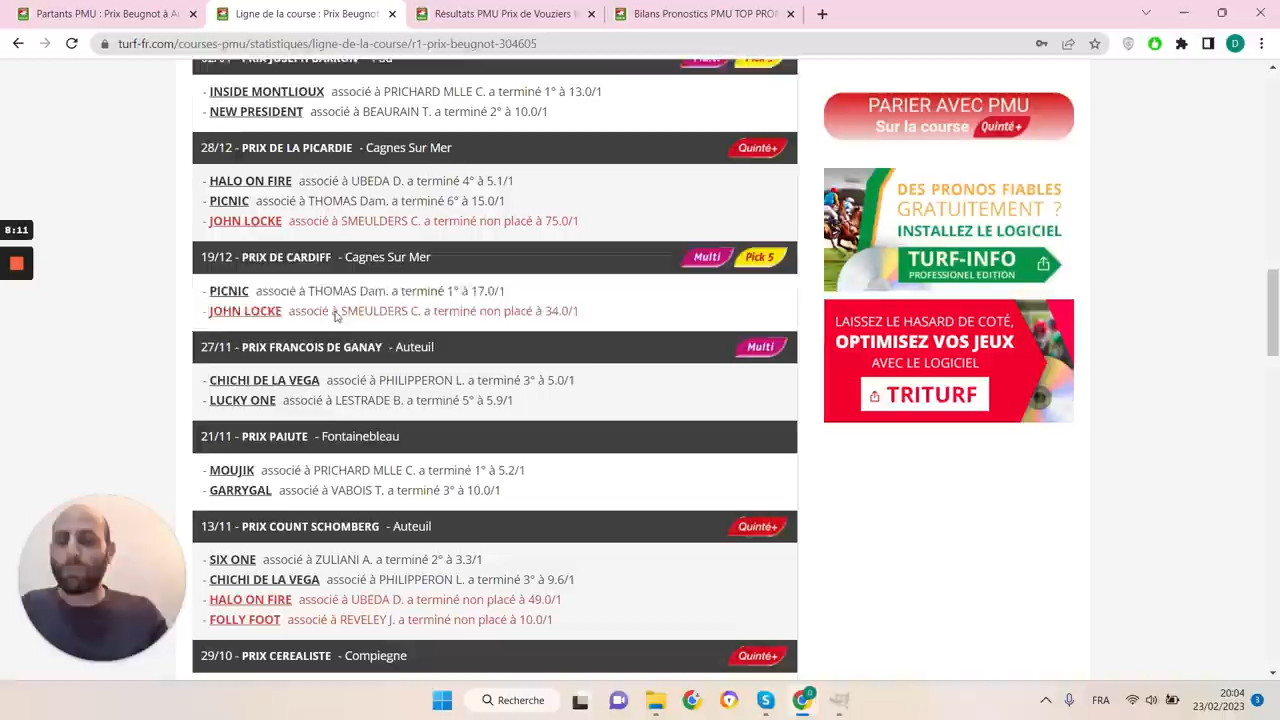 Partants PMU : Prix Beugnot A
Ligne de la course : Prix Beugnot
Résultats PMU Prix de Vouziers
Bilans Pronostics PMU TOP PRO
turf-fr.com/courses-pmu/statistiques/ligne-de-la-course/r1-prix-beugnot-304605
D
- INSIDE MONTLIOUX associé à PRICHARD MLLE C. a terminé 1° à 13.0/1
- NEW PRESIDENT associé à BEAURAIN T. a terminé 2° à 10.0/1
28/12 - PRIX DE LA PICARDIE - Cagnes Sur Mer Quinté+
- HALO ON FIRE associé à UBEDA D. a terminé 4° à 5.1/1
- PICNIC associé à THOMAS Dam. a terminé 6° à 15.0/1
- JOHN LOCKE associé à SMEULDERS C. a terminé non placé à 75.0/1
19/12 - PRIX DE CARDIFF - Cagnes Sur Mer Multi Pick 5
- PICNIC associé à THOMAS Dam. a terminé 1° à 17.0/1
- JOHN LOCKE associé à SMEULDERS C. a terminé non placé à 34.0/1
27/11 - PRIX FRANCOIS DE GANAY - Auteuil Multi
- CHICHI DE LA VEGA associé à PHILIPPERON L. a terminé 3° à 5.0/1
- LUCKY ONE associé à LESTRADE B. a terminé 5° à 5.9/1
21/11 - PRIX PAIUTE - Fontainebleau
- MOUJIK associé à PRICHARD MLLE C. a terminé 1° à 5.2/1
- GARRYGAL associé à VABOIS T. a terminé 3° à 10.0/1
13/11 - PRIX COUNT SCHOMBERG - Auteuil Quinté+
- SIX ONE associé à ZULIANI A. a terminé 2° à 3.3/1
- CHICHI DE LA VEGA associé à PHILIPPERON L. a terminé 3° à 9.6/1
- HALO ON FIRE associé à UBEDA D. a terminé non placé à 49.0/1
- FOLLY FOOT associé à REVELEY J. a terminé non placé à 10.0/1
29/10 - PRIX CEREALISTE - Compiegne Quinté+
PARIER AVEC PMU
Sur la course Quinté+
DES PRONOS FIABLES
GRATUITEMENT ?
INSTALLEZ LE LOGICIEL
TURF-INFO
PROFESSIONEL EDITION
LAISSEZ LE HASARD DE COTÉ,
OPTIMISEZ VOS JEUX
AVEC LE LOGICIEL
TRITURF
8:11
Recherche
FRA
20:04
23/02/2023
3